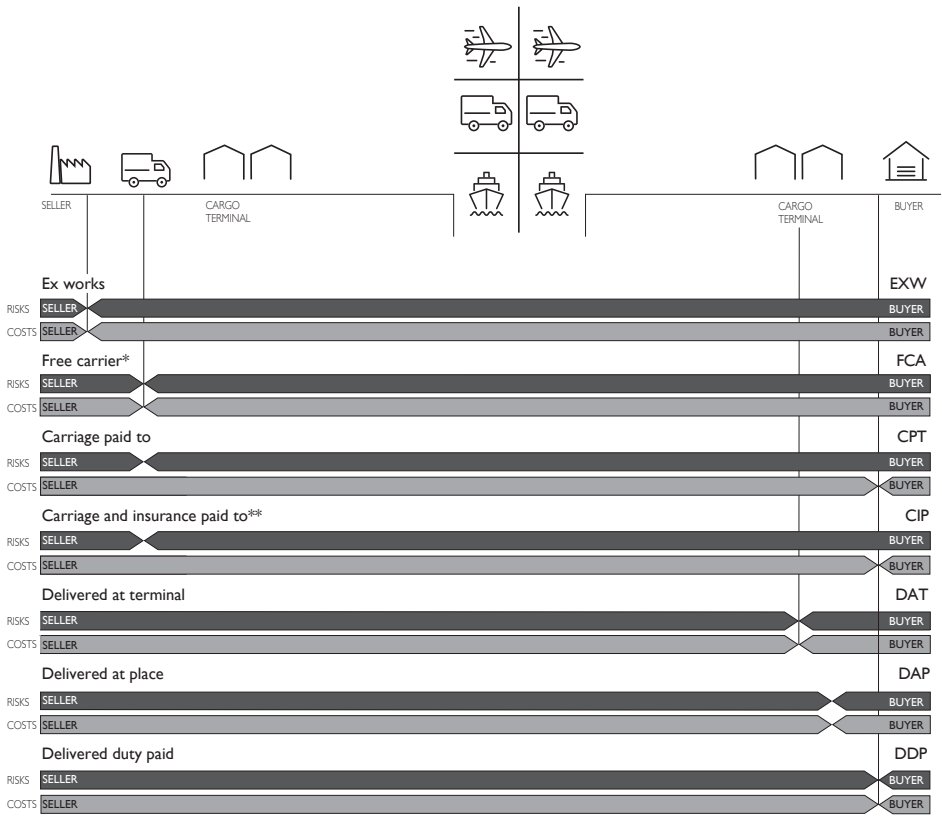 SELLER
CARGO
TERMINAL
CARGO
TERMINAL
BUYER
Ex works EXW
RISKS SELLER BUYER
COSTS SELLER BUYER
Free carrier* FCA
RISKS SELLER BUYER
COSTS SELLER BUYER
Carriage paid to CPT
RISKS SELLER BUYER
COSTS SELLER BUYER
Carriage and insurance paid to** CIP
RISKS SELLER BUYER
COSTS SELLER BUYER
Delivered at terminal DAT
RISKS SELLER BUYER
COSTS SELLER BUYER
Delivered at place DAP
RISKS SELLER BUYER
COSTS SELLER BUYER
Delivered duty paid DDP
RISKS SELLER BUYER
COSTS SELLER BUYER